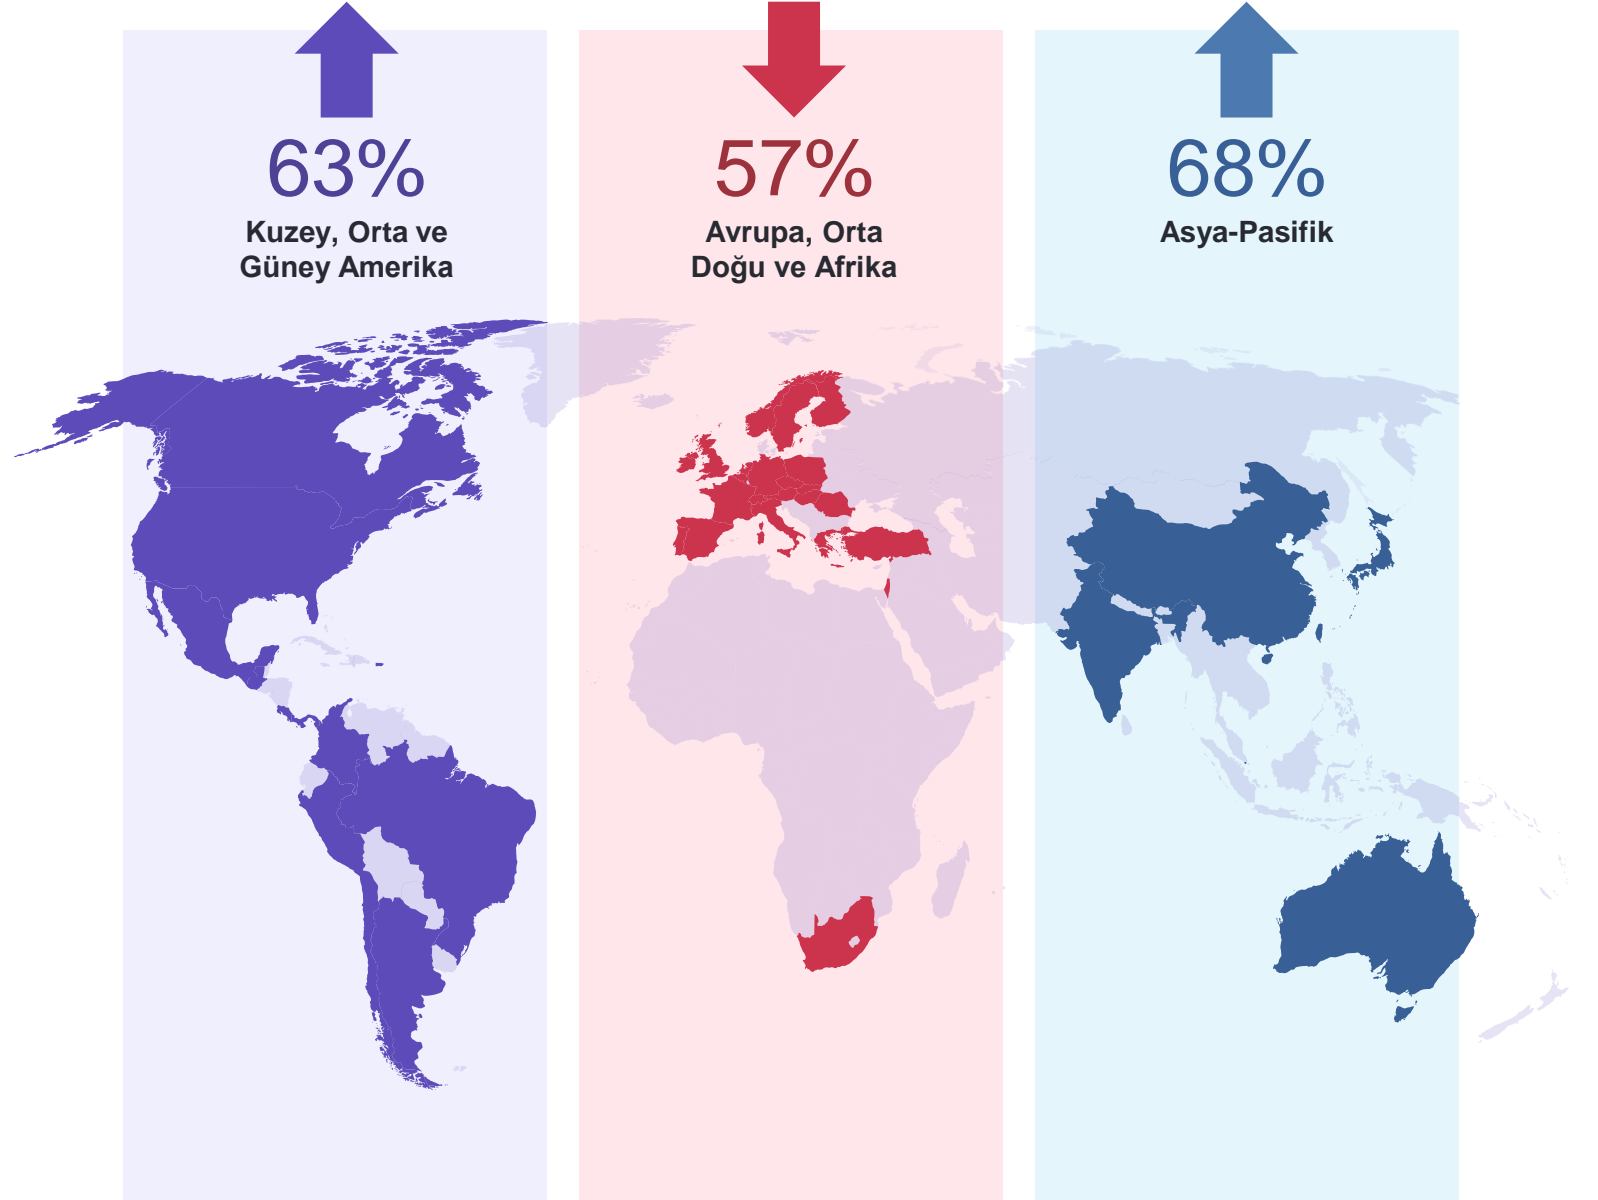 63%
Kuzey, Orta ve
Güney Amerika
57%
Avrupa, Orta
Doğu ve Afrika
68%
Asya-Pasifik